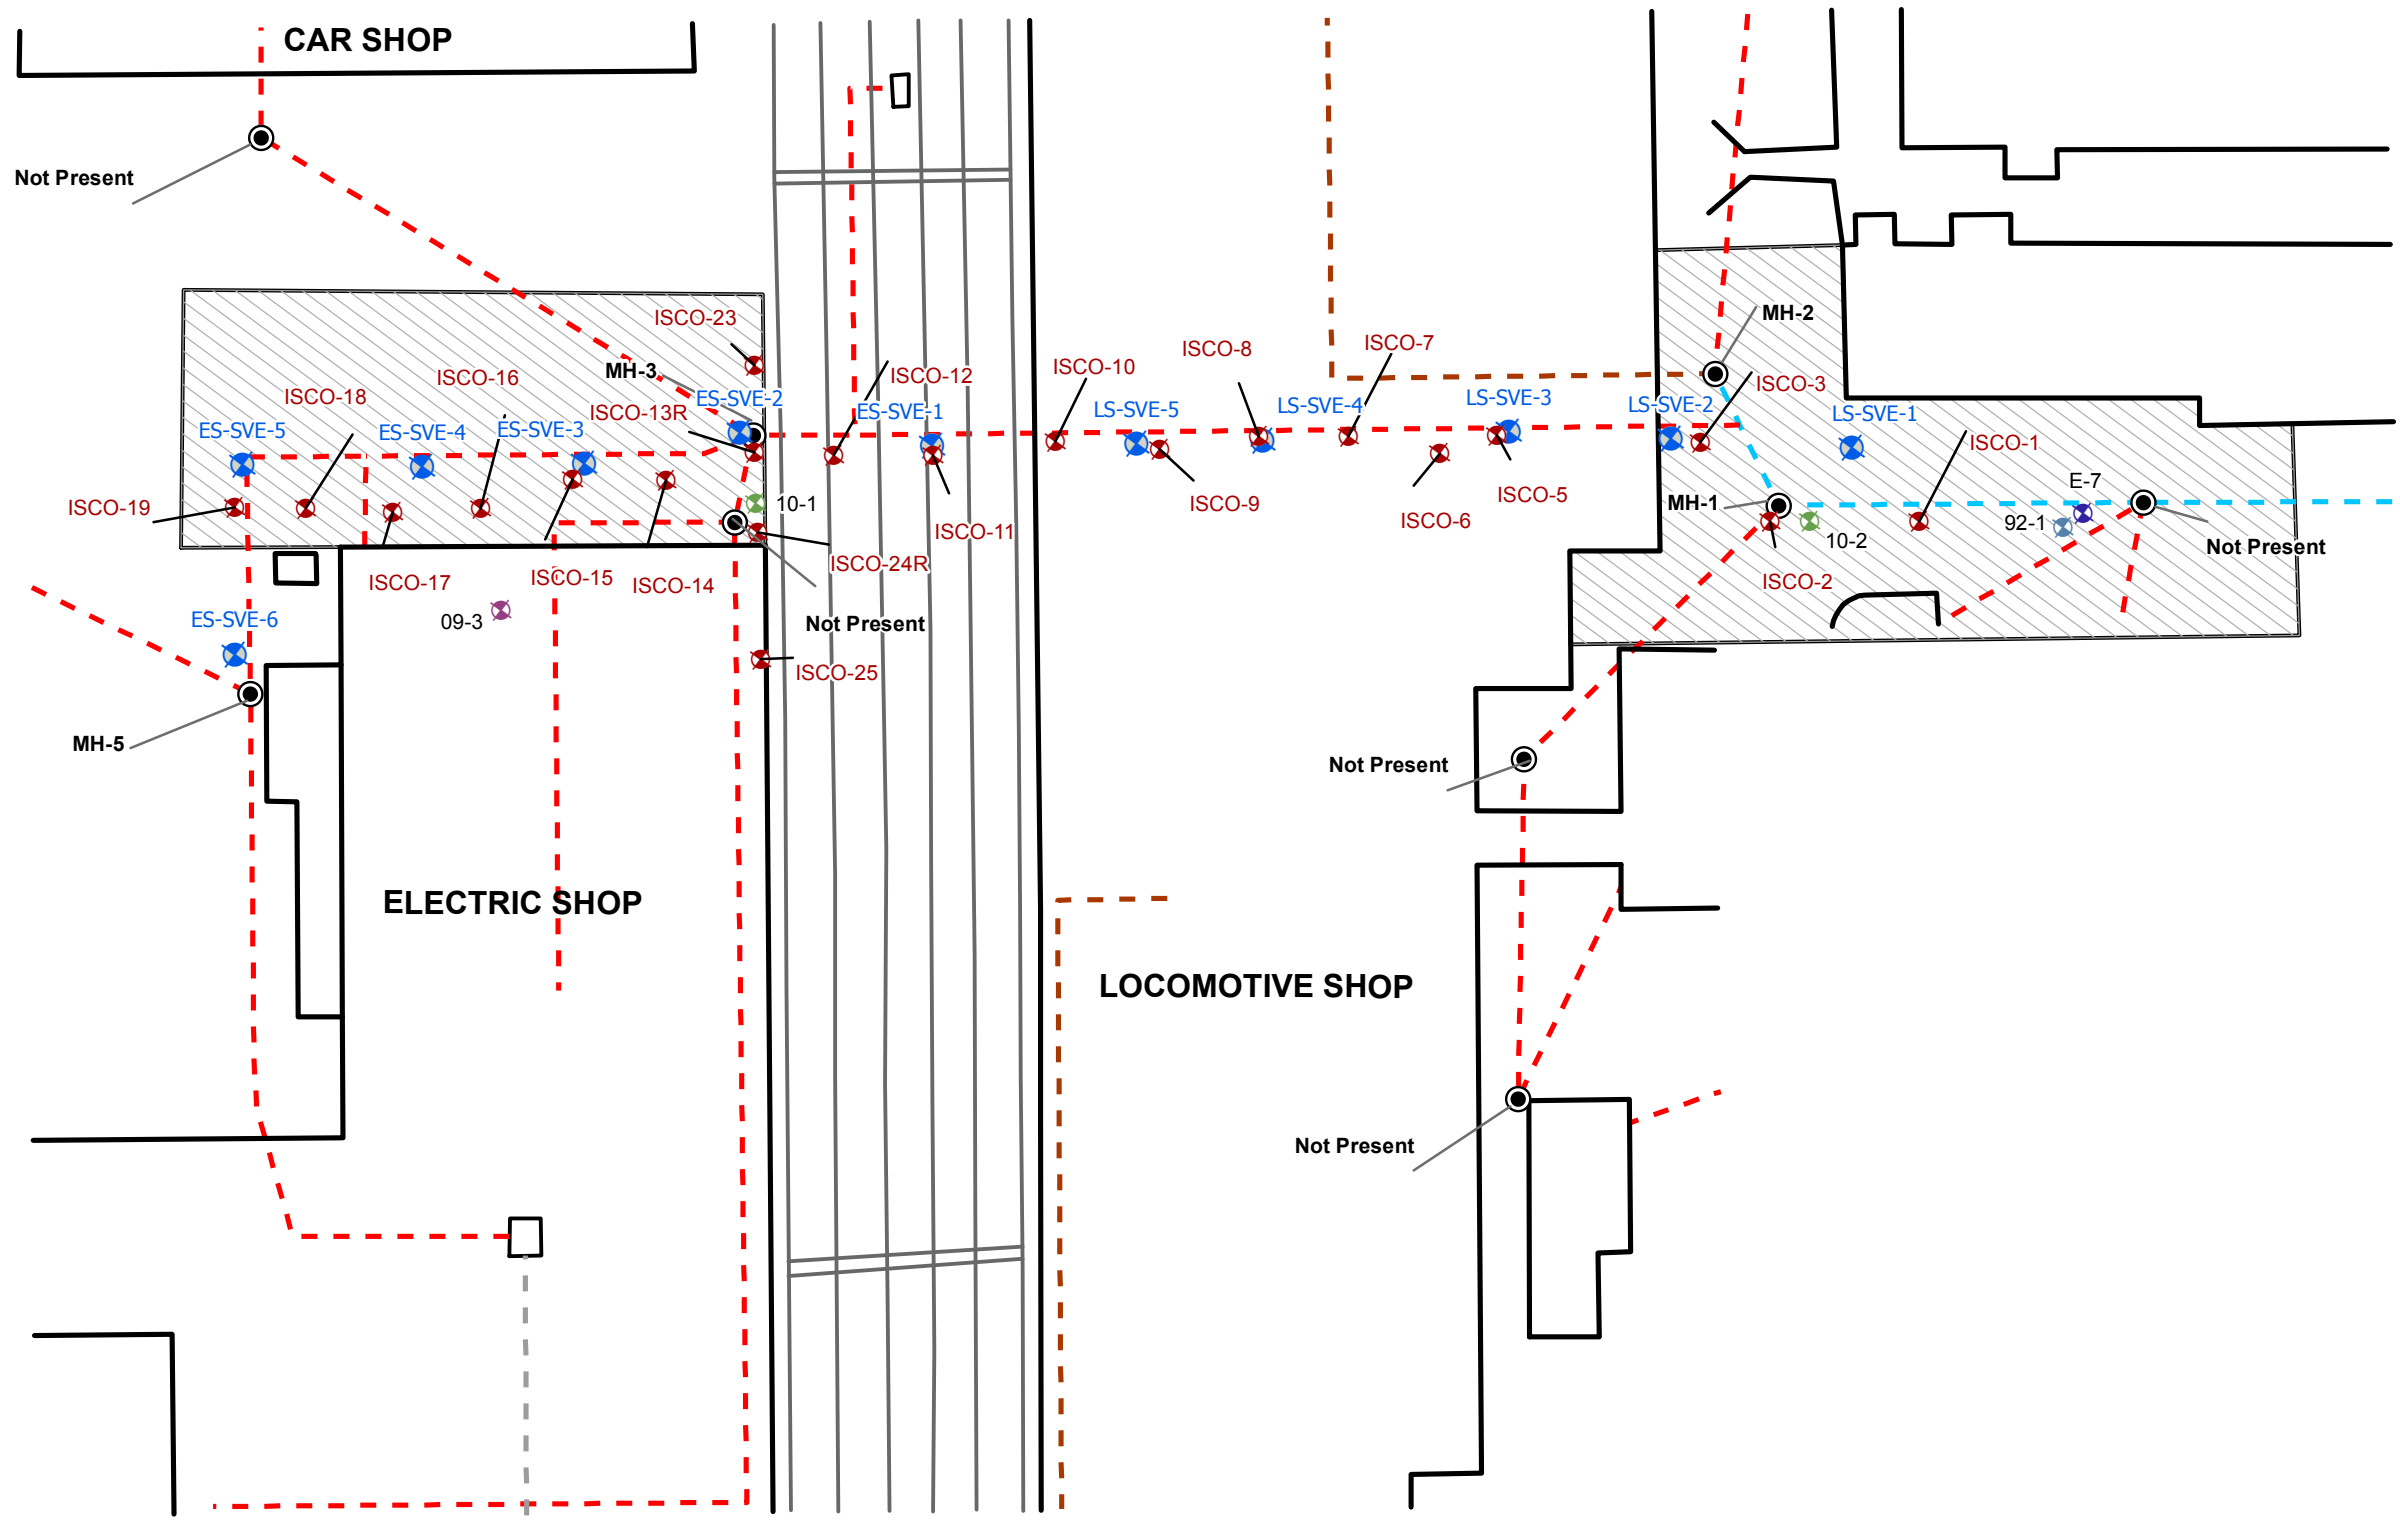 CAR SHOP
Not Present
ISCO-23
MH-2
MH-3
ISCO-7
ISCO-8
ISCO-10
ISCO-12
ISCO-16
ISCO-3
ISCO-18
ES-SVE-2
LS-SVE-3
LS-SVE-2
LS-SVE-4
LS-SVE-5
ISCO-13R
ES-SVE-1
LS-SVE-1
ES-SVE-5
ES-SVE-4
ES-SVE-3
ISCO-1
E-7
ISCO-19
10-1
ISCO-9
ISCO-5
MH-1
ISCO-6
92-1
ISCO-11
10-2
Not Present
ISCO-24R
ISCO-17
ISCO-15
ISCO-14
ISCO-2
ES-SVE-6
09-3
Not Present
ISCO-25
MH-5
Not Present
ELECTRIC SHOP
LOCOMOTIVE SHOP
Not Present